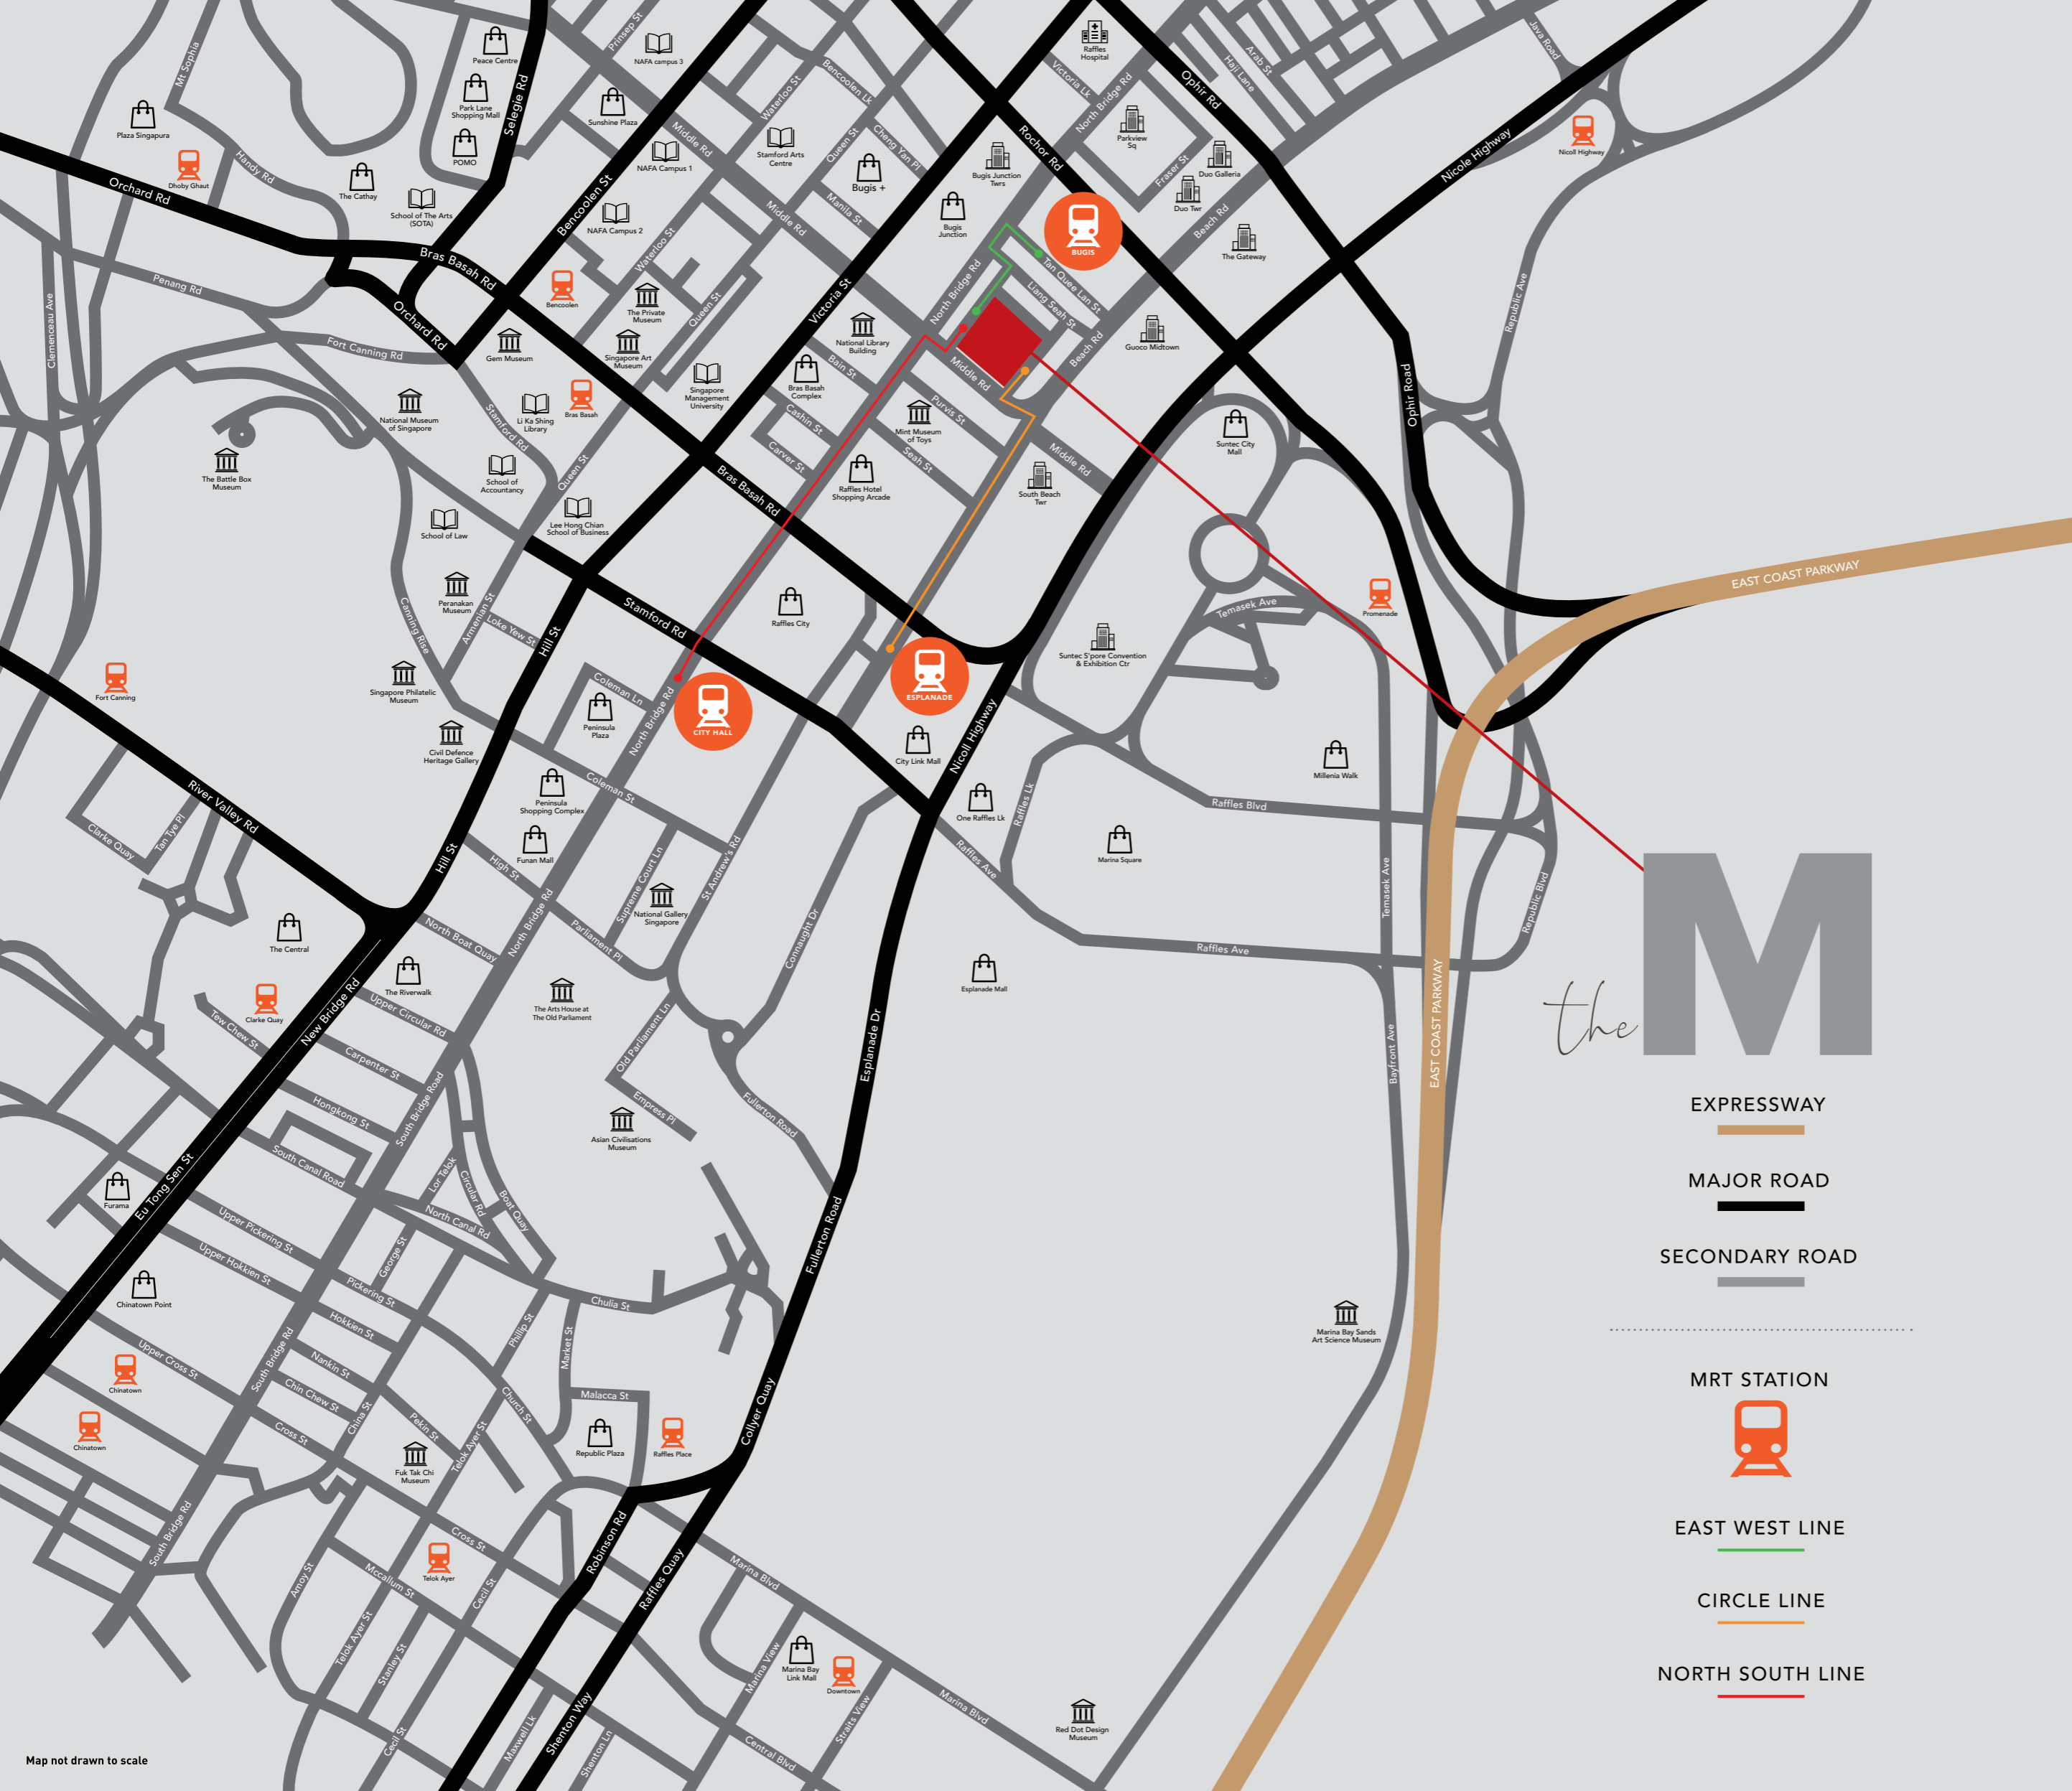 Mt Sophia
Peace Centre
Park Lane
Shopping Mall
POMO
Selegie Rd
Prinsep St
NAFA campus 3
Sunshine Plaza
Middle Rd
Waterloo St
Bencoolen Lk
Queen St
Cheng Yan Pl
Raffles
Hospital
Victoria Lk
North Bridge Rd
Ophir Rd
Haji Lane
Arab St
Java Road
Nicole Highway
Nicoll Highway
Plaza Singapura
Dhoby Ghaut
Handy Rd
Orchard Rd
The Cathay
School of The Arts
(SOTA)
NAFA Campus 1
NAFA Campus 2
Bencoolen St
Stamford Arts
Centre
Bugis +
Manila St
Middle Rd
Bugis Junction
Twrs
Rochor Rd
Parkview
Sq
Fraser St
Duo Galleria
Duo Twr
Beach Rd
The Gateway
Bugis
Junction
BUGIS
Tan Quee Lan St
Liang Seah St
North Bridge Rd
Beach Rd
Guoco Midtown
Republic Ave
Ophir Road
Penang Rd
Clemenceau Ave
Bras Basah Rd
Orchard Rd
Fort Canning Rd
Bencoolen
Waterloo St
The Private
Museum
Queen St
Gem Museum
Singapore Art
Museum
Victoria St
National Library
Building
Bain St
Bras Basah
Complex
Middle Rd
Purvis St
Cashin St
Carver St
Mint Museum
of Toys
Seah St
Singapore
Management
University
Bras Basah
Li Ka Shing
Library
Stamford Rd
National Museum
of Singapore
The Battle Box
Museum
School of
Accountancy
Queen St
School of Law
Lee Hong Chian
School of Business
Bras Basah Rd
Raffles Hotel
Shopping Arcade
South Beach
Twr
Middle Rd
Suntec City
Mall
Peranakan
Museum
Armenian St
Loke Yew St
Canning Rise
Hill St
Stamford Rd
Raffles City
Temasek Ave
Promenade
EAST COAST PARKWAY
Suntec S'pore Convention
& Exhibition Ctr
Fort Canning
Singapore Philatelic
Museum
Civil Defence
Heritage Gallery
Coleman Ln
Peninsula
Plaza
North Bridge Rd
CITY HALL
ESPLANADE
City Link Mall
Nicoll Highway
Millenia Walk
River Valley Rd
Clarke Quay
Tan Tye Pl
Peninsula
Shopping Complex
Coleman St
Funan Mall
Hill St
High St
One Raffles Lk
Raffles Lk
Raffles Blvd
Marina Square
Raffles Ave
Temasek Ave
Republic Blvd
Supreme Court Ln
St Andrew's Rd
National Gallery
Singapore
North Bridge Rd
Parliament Pl
Connaught Dr
Raffles Ave
The Central
North Boat Quay
The Riverwalk
Clarke Quay
Tew Chew St
New Bridge Rd
Upper Circular Rd
The Arts House at
The Old Parliament
Esplanade Mall
Esplanade Dr
Bayfront Ave
EAST COAST PARKWAY
Carpenter St
Hongkong St
South Bridge Road
Old Parliament Ln
Empress Pl
Asian Civilisations
Museum
Fullerton Road
South Canal Road
Lor Telok
Circular Rd
Boat Quay
North Canal Rd
Furama
Eu Tong Sen St
Upper Pickering St
Upper Hokkien St
George St
Pickering St
Fullerton Road
Chinatown Point
Hokkien St
Chulia St
Phillip St
Market St
Marina Bay Sands
Art Science Museum
Upper Cross St
South Bridge Rd
Nankin St
Chin Chew St
Chinatown
Chinatown
Cross St
China St
Pekin St
Church St
Malacca St
Republic Plaza
Raffles Place
Collyer Quay
Fuk Tak Chi
Museum
Telok Ayer St
South Bridge Rd
Cross St
Telok Ayer
Mccallum St
Amoy St
Cecil St
Robinson Rd
Raffles Quay
Marina Blvd
Telok Ayer St
Stanley St
Marina View
Marina Bay
Link Mall
Downtown
Straits View
Marina Blvd
Red Dot Design
Museum
Cecil St
Maxwell Lk
Shenton Way
Shenton Ln
Central Blvd
Map not drawn to scale
the M
EXPRESSWAY
MAJOR ROAD
SECONDARY ROAD
MRT STATION
EAST WEST LINE
CIRCLE LINE
NORTH SOUTH LINE